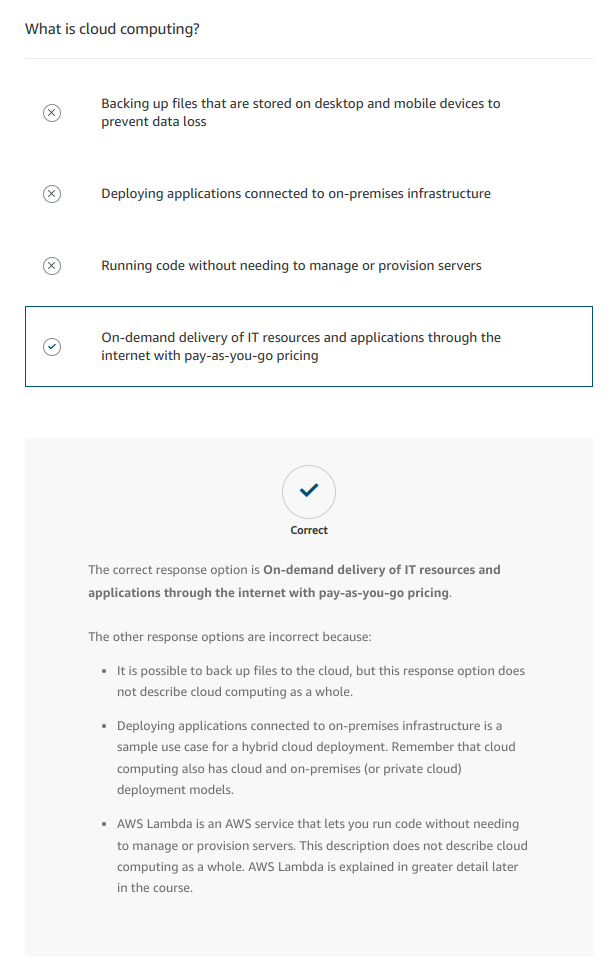 What is cloud computing?
Backing up files that are stored on desktop and mobile devices to
prevent data loss
Deploying applications connected to on-premises infrastructure
Running code without needing to manage or provision servers
On-demand delivery of IT resources and applications through the
internet with pay-as-you-go pricing
Correct
The correct response option is On-demand delivery of IT resources and
applications through the internet with pay-as-you-go pricing.
The other response options are incorrect because:
• It is possible to back up files to the cloud, but this response option does
not describe cloud computing as a whole.
• Deploying applications connected to on-premises infrastructure is a
sample use case for a hybrid cloud deployment. Remember that cloud
computing also has cloud and on-premises (or private cloud)
deployment models.
• AWS Lambda is an AWS service that lets you run code without needing
to manage or provision servers. This description does not describe cloud
computing as a whole. AWS Lambda is explained in greater detail later
in the course.